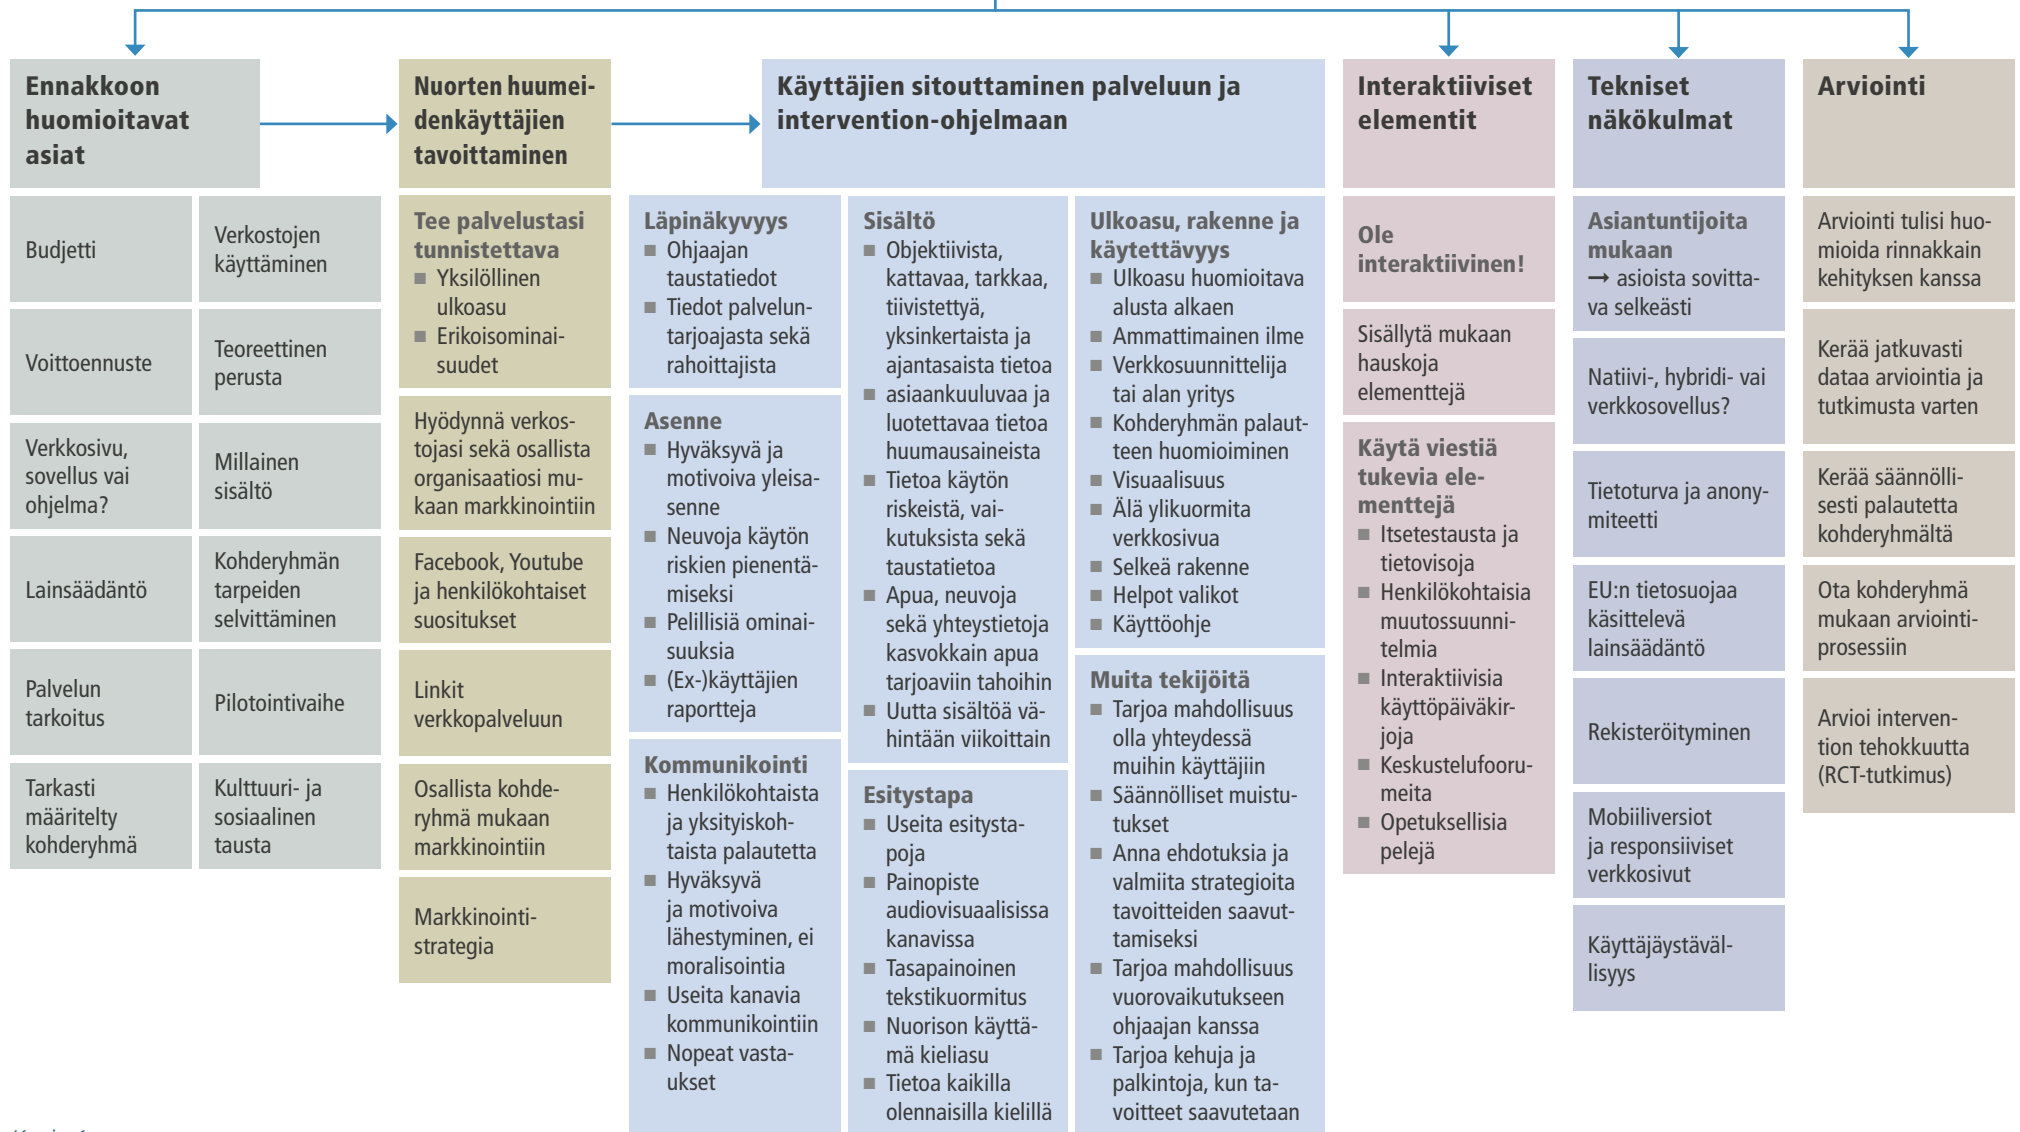 Ennakkoon
huomioitavat
asiat
Budjetti
Verkostojen
käyttäminen
Voittoennuste
Teoreettinen
perusta
Verkkosivu,
sovellus vai
ohjelma?
Millainen
sisältö
Lainsäädäntö
Kohderyhmän
tarpeiden
selvittäminen
Palvelun
tarkoitus
Pilotointivaihe
Tarkasti
määritelty
kohderyhmä
Kulttuuri- ja
sosiaalinen
tausta
Nuorten huumei-
denkäyttäjien
tavoittaminen
Tee palvelustasi
tunnistettava
■ Yksilöllinen
ulkoasu
■ Erikoisominai-
suudet
Hyödynnä verkos-
tojasi sekä osallista
organisaatiosi mu-
kaan markkinointiin
Facebook, Youtube
ja henkilökohtaiset
suositukset
Linkit
verkkopalveluun
Osallista kohde-
ryhmä mukaan
markkinointiin
Markkinointi-
strategia
Käyttäjien sitouttaminen palveluun ja
intervention-ohjelmaan
Läpinäkyvyys
■ Ohjaajan
taustatiedot
■ Tiedot palvelun-
tarjoajasta sekä
rahoittajista
Asenne
■ Hyväksyvä ja
motivoiva yleisa-
senne
■ Neuvoja käytön
riskien pienentä-
miseksi
■ Pelillisiä ominai-
suuksia
■ (Ex-)käyttäjien
raportteja
Kommunikointi
■ Henkilökohtaista
ja yksityiskoh-
taista palautetta
■ Hyväksyvä
ja motivoiva
lähestyminen, ei
moralisointia
■ Useita kanavia
kommunikointiin
■ Nopeat vasta-
ukset
Sisältö
■ Objektiivista,
kattavaa, tarkkaa,
tiivistettyä,
yksinkertaista ja
ajantasaista tietoa
■ asiaankuuluvaa ja
luotettavaa tietoa
huumausaineista
■ Tietoa käytön
riskeistä, vai-
kutuksista sekä
taustatietoa
■ Apua, neuvoja
sekä yhteystietoja
kasvokkain apua
tarjoaviin tahoihin
■ Uutta sisältöä vä-
hintään viikoittain
Esitystapa
■ Useita esitysta-
poja
■ Painopiste
audiovisuaalisissa
kanavissa
■ Tasapainoinen
tekstikuormitus
■ Nuorison käyttä-
mä kieliasu
■ Tietoa kaikilla
olennaisilla kielillä
Ulkoasu, rakenne ja
käytettävyys
■ Ulkoasu huomioitava
alusta alkaen
■ Ammattimainen ilme
■ Verkkosuunnittelija
tai alan yritys
■ Kohderyhmän palaut-
teen huomioiminen
■ Visuaalisuus
■ Älä ylikuormita
verkkosivua
■ Selkeä rakenne
■ Helpot valikot
■ Käyttöohje
Muita tekijöitä
■ Tarjoa mahdollisuus
olla yhteydessä
muihin käyttäjiin
■ Säännölliset muistu-
tukset
■ Anna ehdotuksia ja
valmiita strategioita
tavoitteiden saavut-
tamiseksi
■ Tarjoa mahdollisuus
vuorovaikutukseen
ohjaajan kanssa
■ Tarjoa kehuja ja
palkintoja, kun ta-
voitteet saavutetaan
Interaktiiviset
elementit
Ole
interaktiivinen!
Sisällytä mukaan
hauskoja
elementtejä
Käytä viestiä
tukevia ele-
menttejä
■ Itsetestausta ja
tietovisoja
■ Henkilökohtaisia
muutossuunni-
telmia
■ Interaktiivisia
käyttöpäiväkir-
joja
■ Keskustelufooru-
meita
■ Opetuksellisia
pelejä
Tekniset
näkökulmat
Asiantuntijoita
mukaan
→ asioista sovitta-
va selkeästi
Natiivi-, hybridi- vai
verkkosovellus?
Tietoturva ja anony-
miteetti
EU:n tietosuojaa
käsittelevä
lainsäädäntö
Rekisteröityminen
Mobiiliversiot
ja responsiiviset
verkkosivut
Käyttäjäystäväl-
lisyys
Arviointi
Arviointi tulisi huo-
mioida rinnakkain
kehityksen kanssa
Kerää jatkuvasti
dataa arviointia ja
tutkimusta varten
Kerää säännölli-
sesti palautetta
kohderyhmältä
Ota kohderyhmä
mukaan arviointi-
prosessiin
Arvioi interven-
tion tehokkuutta
(RCT-tutkimus)